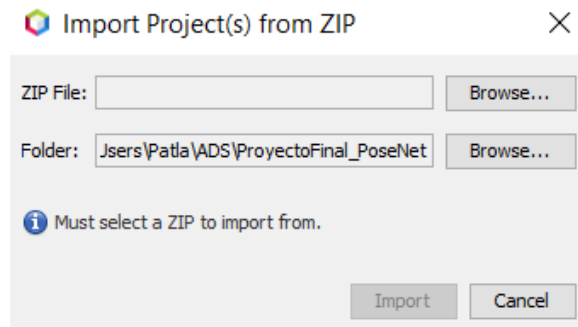 Import Project(s) from ZIP
ZIP File: Browse...
Folder: Jsers\Patla\ADS\ProyectoFinal_PoseNet Browse...
Must select a ZIP to import from.
Import Cancel